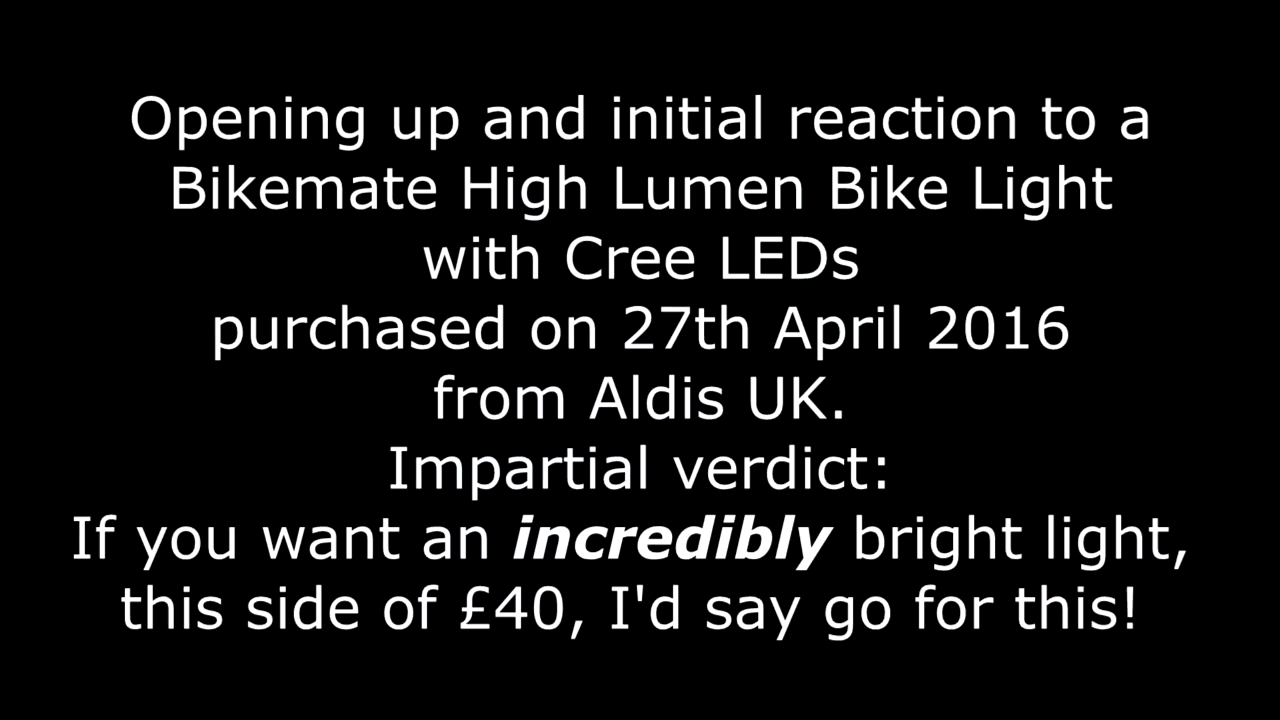 Opening up and initial reaction to a
Bikemate High Lumen Bike Light
with Cree LEDs
purchased on 27th April 2016
from Aldis UK.
Impartial verdict:
If you want an incredibly bright light,
this side of £40, I'd say go for this!